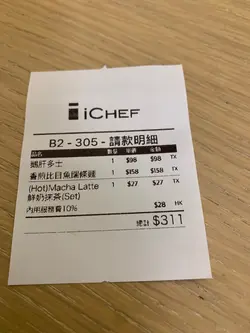 iCHEF
B2 - 305 - 請款明細
品名 數量 單價 金額
鵝肝多士 1 $98 $98 TX
香煎比目魚闊條麵 1 $158 $158 TX
(Hot)Macha Latte 1 $27 $27 TX
鮮奶抹茶(Set)
內用服務費10% $28 HK
總計 $311